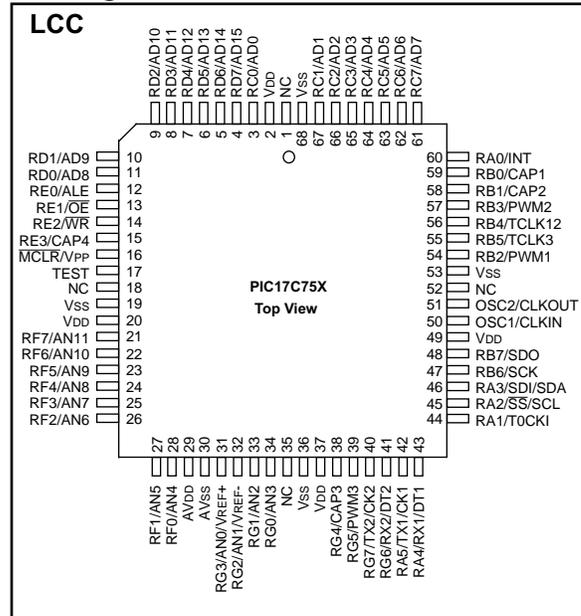 LCC
RD2/AD10
RD3/AD11
RD4/AD12
RD5/AD13
RD6/AD14
RD7/AD15
RC0/AD0
VDD
NC
VSS
RC1/AD1
RC2/AD2
RC3/AD3
RC4/AD4
RC5/AD5
RC6/AD6
RC7/AD7
9 8 7 6 5 4 3 2 1 68 67 66 65 64 63 62 61
RD1/AD9 10
RD0/AD8 11
RE0/ALE 12
RE1/OE 13
RE2/WR 14
RE3/CAP4 15
MCLR/VPP 16
TEST 17
NC 18
VSS 19
VDD 20
RF7/AN11 21
RF6/AN10 22
RF5/AN9 23
RF4/AN8 24
RF3/AN7 25
RF2/AN6 26
PIC17C75X
Top View
60 RA0/INT
59 RB0/CAP1
58 RB1/CAP2
57 RB3/PWM2
56 RB4/TCLK12
55 RB5/TCLK3
54 RB2/PWM1
53 VSS
52 NC
51 OSC2/CLKOUT
50 OSC1/CLKIN
49 VDD
48 RB7/SDO
47 RB6/SCK
46 RA3/SDI/SDA
45 RA2/SS/SCL
44 RA1/T0CKI
27 28 29 30 31 32 33 34 35 36 37 38 39 40 41 42 43
RF1/AN5
RF0/AN4
AVDD
AVSS
RG3/AN0/VREF+
RG2/AN1/VREF-
RG1/AN2
RG0/AN3
NC
VSS
VDD
RG4/CAP3
RG5/PWM3
RG7/TX2/CK2
RG6/RX2/DT2
RA5/TX1/CK1
RA4/RX1/DT1